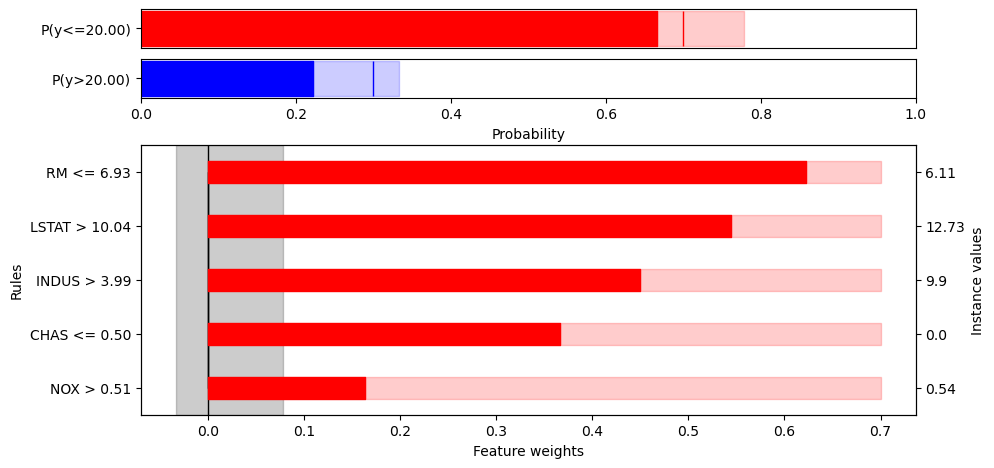 P(y<=20.00)
P(y>20.00)
0.0 0.2 0.4 0.6 0.8 1.0
Probability
RM <= 6.93 6.11
LSTAT > 10.04 12.73
INDUS > 3.99 9.9
CHAS <= 0.50 0.0
NOX > 0.51 0.54
Rules
Instance values
0.0 0.1 0.2 0.3 0.4 0.5 0.6 0.7
Feature weights